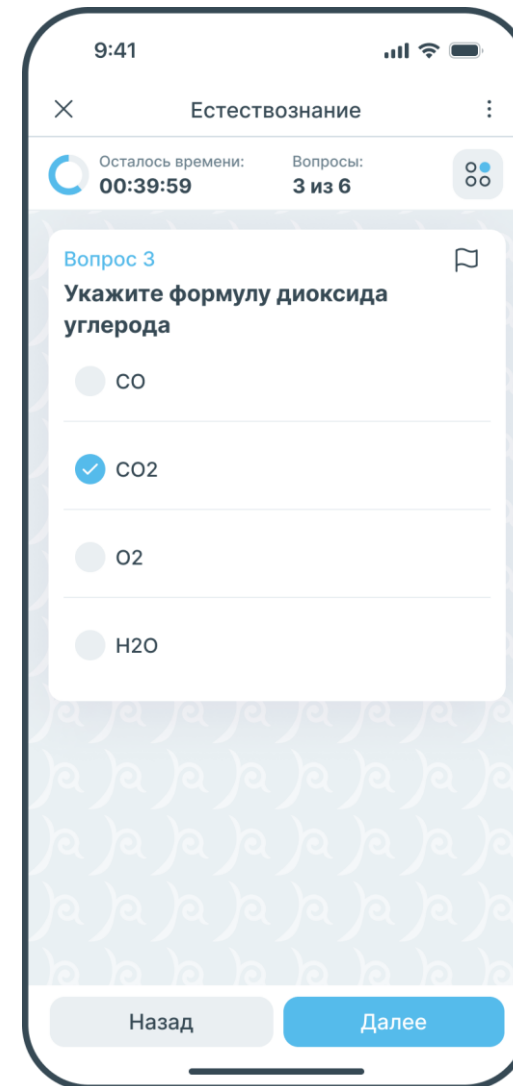 9:41
Естествознание
Осталось времени:
00:39:59
Вопросы:
3 из 6
Вопрос 3
Укажите формулу диоксида
углерода
CO
CO2
O2
H2O
Назад
Далее